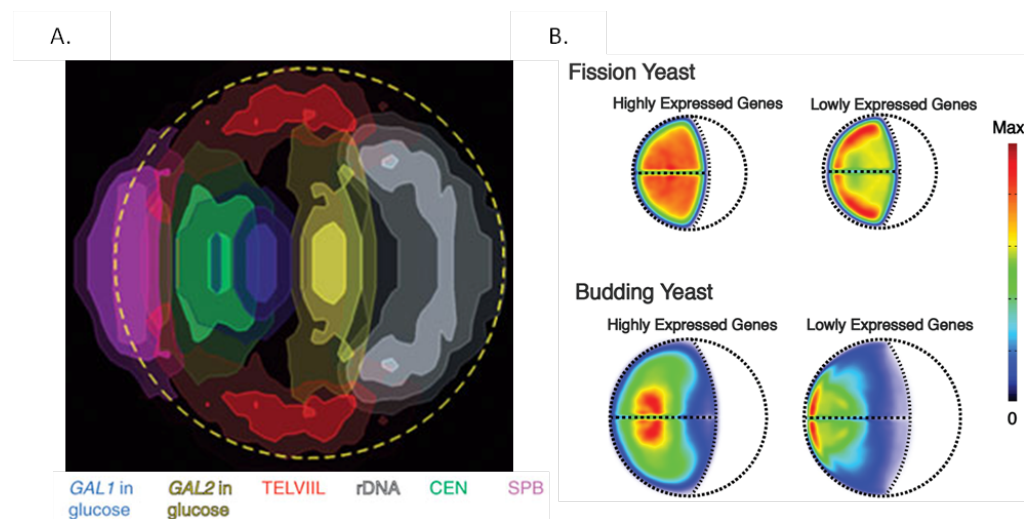 A.
B.
Fission Yeast
Highly Expressed Genes
Lowly Expressed Genes
Max
Budding Yeast
Highly Expressed Genes
Lowly Expressed Genes
0
GAL1 in
glucose
GAL2 in
glucose
TELVIIL
rDNA
CEN
SPB